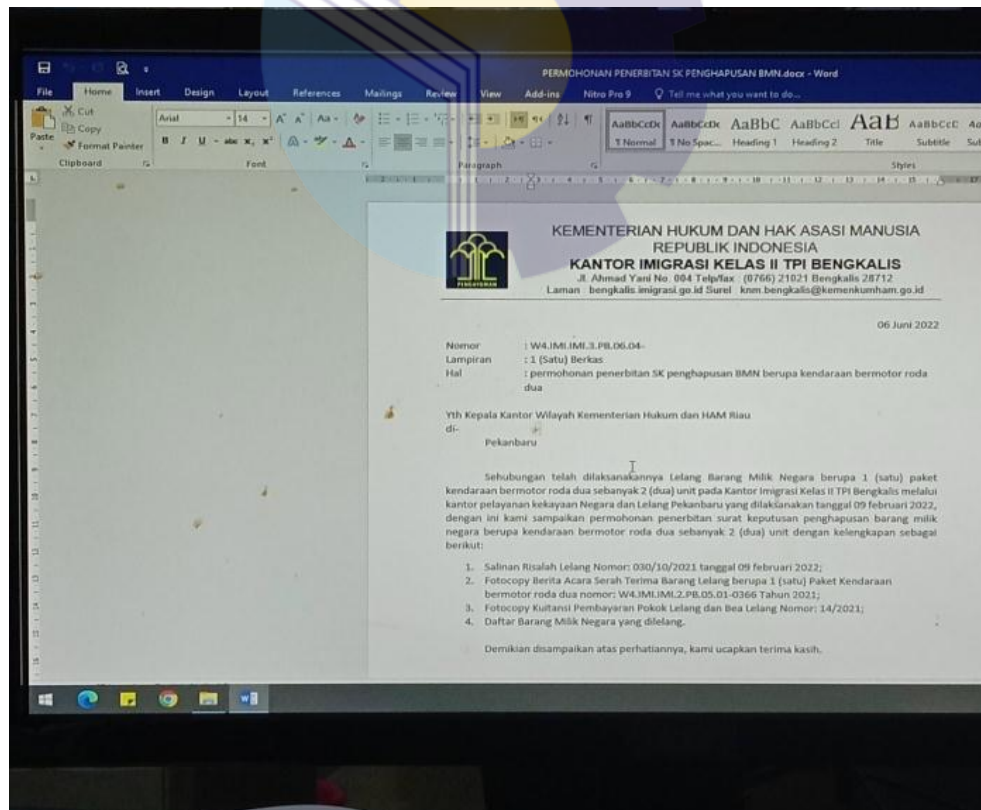 PERMOHONAN PENERBITAN SK PENGHAPUSAN BMN.docx - Word
File Home Insert Design Layout References Mailings Review View Add-ins Nitro Pro 9 Tell me what you want to do...
Cut
Copy
Paste
Format Painter
Arial 14
AaBbCcDc AaBbCcDc AaBbC AaBbCcl AaB AaBbCcC
¶ Normal ¶ No Spac... Heading 1 Heading 2 Title Subtitle
Clipboard Font Paragraph Styles
KEMENTERIAN HUKUM DAN HAK ASASI MANUSIA
REPUBLIK INDONESIA
KANTOR IMIGRASI KELAS II TPI BENGKALIS
Jl. Ahmad Yani No. 004 Telp/fax : (0766) 21021 Bengkalis 28712
Laman : bengkalis.imigrasi.go.id Surel : knm.bengkalis@kemenkumham.go.id
PENGAYOMAN
06 Juni 2022
Nomor : W4.IMI.IMI.3.PB.06.04-
Lampiran : 1 (Satu) Berkas
Hal : permohonan penerbitan SK penghapusan BMN berupa kendaraan bermotor roda
dua
Yth Kepala Kantor Wilayah Kementerian Hukum dan HAM Riau
di-
Pekanbaru
Sehubungan telah dilaksanakannya Lelang Barang Milik Negara berupa 1 (satu) paket
kendaraan bermotor roda dua sebanyak 2 (dua) unit pada Kantor Imigrasi Kelas II TPI Bengkalis melalui
kantor pelayanan kekayaan Negara dan Lelang Pekanbaru yang dilaksanakan tanggal 09 februari 2022,
dengan ini kami sampaikan permohonan penerbitan surat keputusan penghapusan barang milik
negara berupa kendaraan bermotor roda dua sebanyak 2 (dua) unit dengan kelengkapan sebagai
berikut:
1. Salinan Risalah Lelang Nomor: 030/10/2021 tanggal 09 februari 2022;
2. Fotocopy Berita Acara Serah Terima Barang Lelang berupa 1 (satu) Paket Kendaraan
bermotor roda dua nomor: W4.IMI.IMI.2.PB.05.01-0366 Tahun 2021;
3. Fotocopy Kuitansi Pembayaran Pokok Lelang dan Bea Lelang Nomor: 14/2021;
4. Daftar Barang Milik Negara yang dilelang.
Demikian disampaikan atas perhatiannya, kami ucapkan terima kasih.